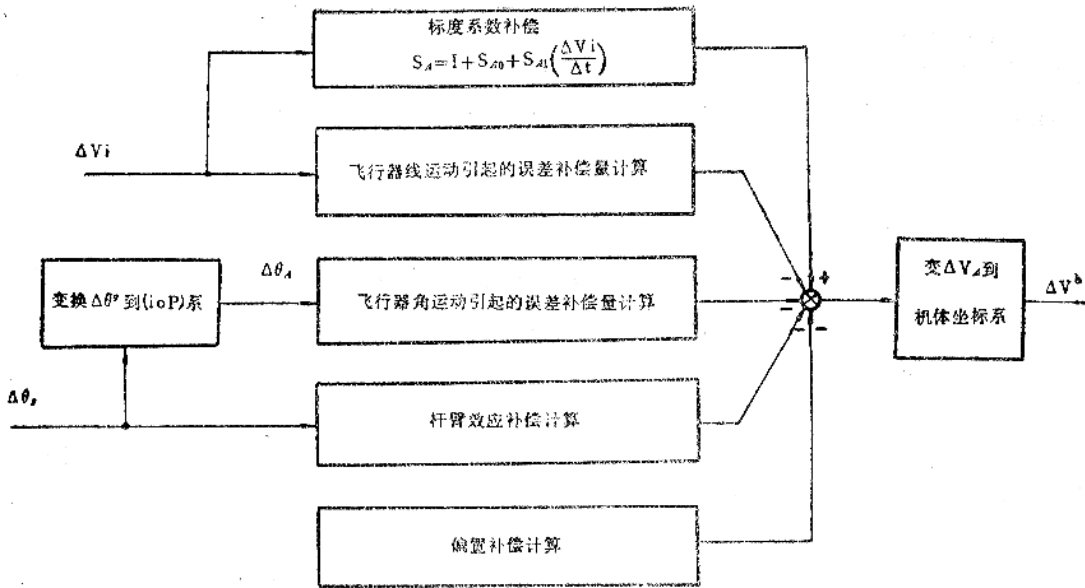 标度系数补偿
S_A=I+S_A0+S_A1(ΔVi/Δt)
ΔVi
飞行器线运动引起的误差补偿量计算
Δθ_A
变换Δθ^g到(ioP)系
飞行器角运动引起的误差补偿量计算
- +
-
- -
变ΔV_A到
机体坐标系
ΔV^b
Δθ_g
杆臂效应补偿计算
偏置补偿计算